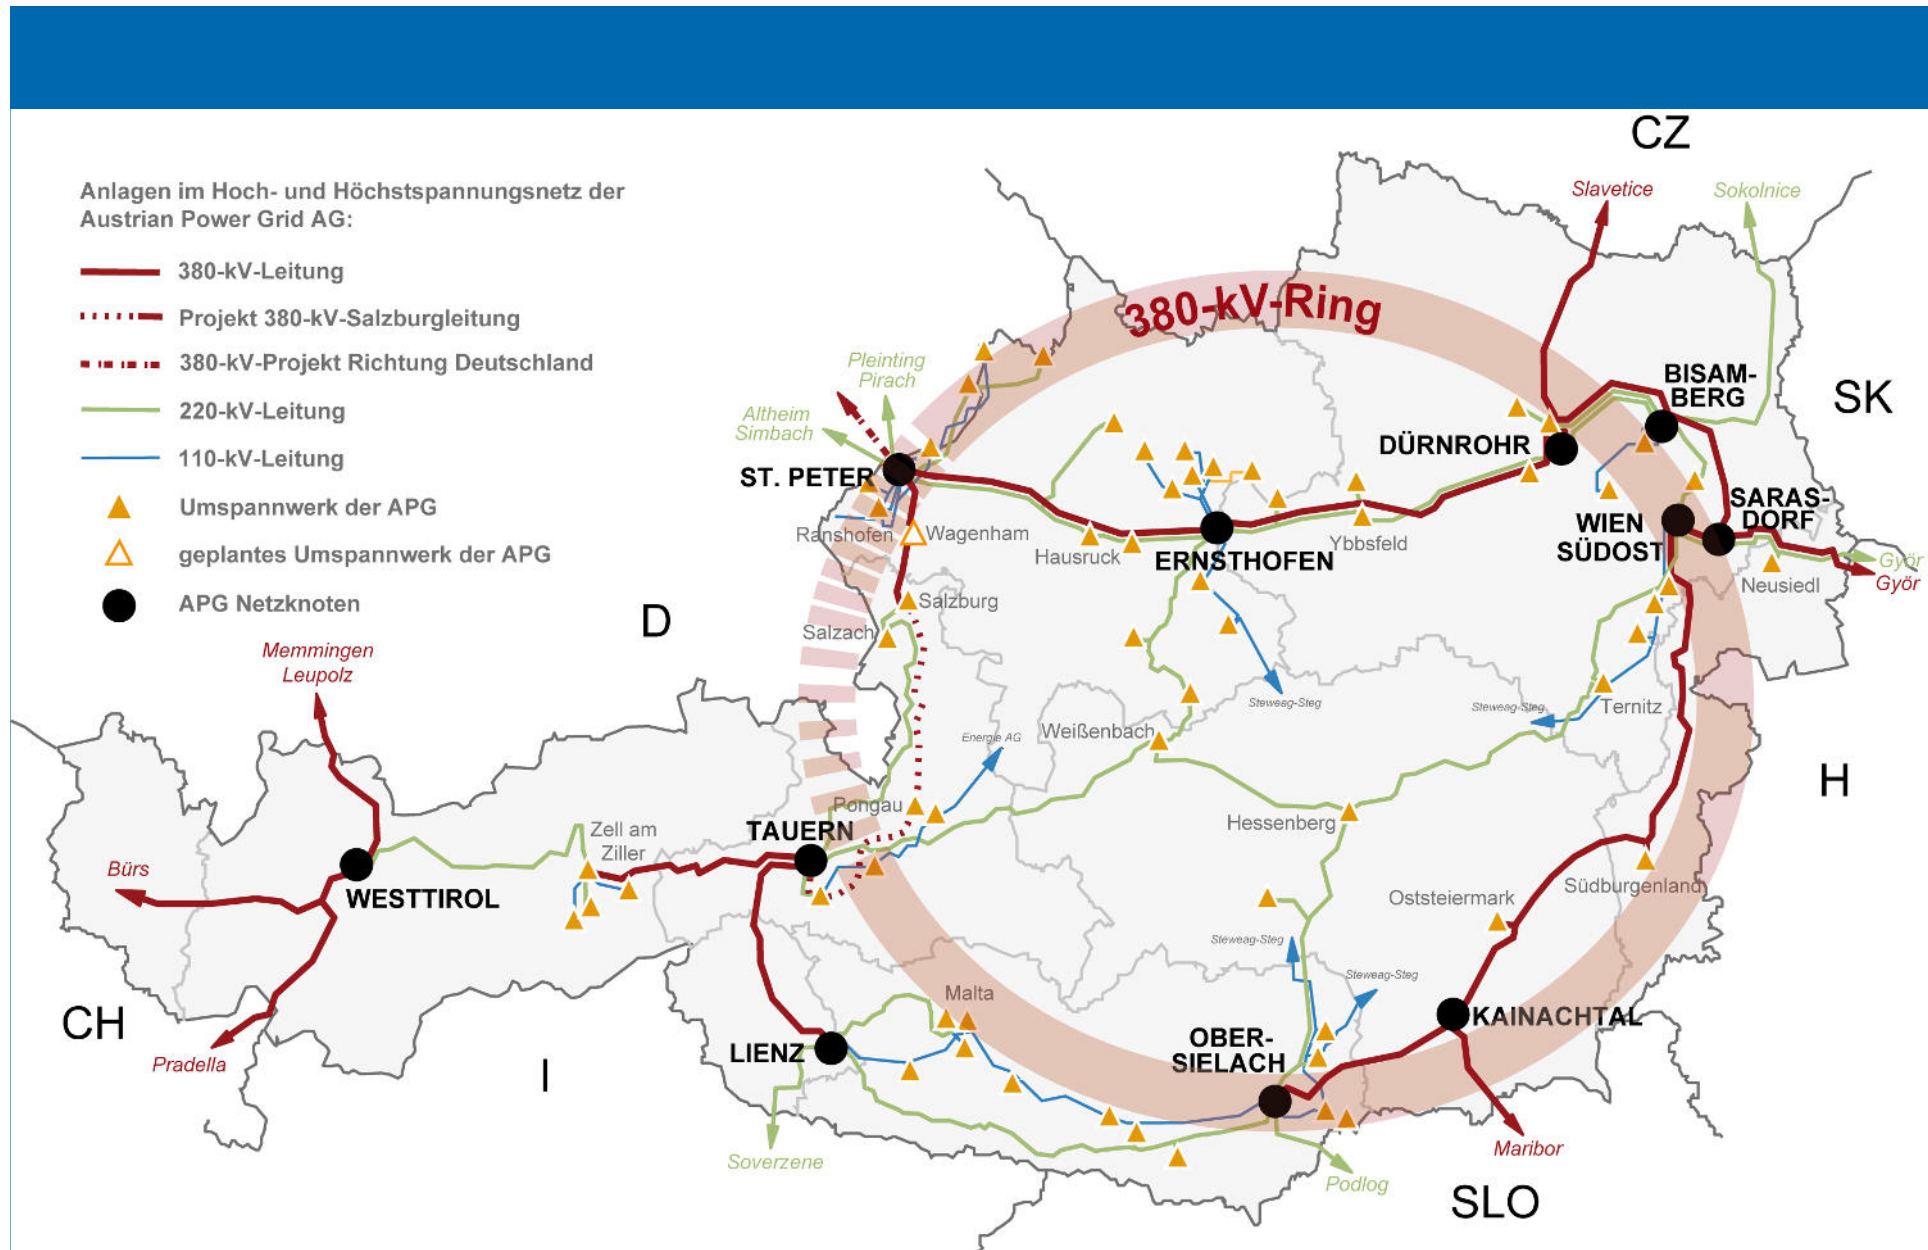 CZ
Slavetice
Sokolnice
Anlagen im Hoch- und Höchstspannungsnetz der
Austrian Power Grid AG:
380-kV-Leitung
Projekt 380-kV-Salzburgleitung
380-kV-Projekt Richtung Deutschland
220-kV-Leitung
110-kV-Leitung
Umspannwerk der APG
geplantes Umspannwerk der APG
APG Netzknoten
380-kV-Ring
Pleinting
Pirach
Altheim
Simbach
BISAM-
BERG
SK
DÜRNROHR
ST. PETER
SARAS-
DORF
WIEN
SÜDOST
Ranshofen
Wagenham
Hausruck
ERNSTHOFEN
Ybbsfeld
Györ
Györ
Neusiedl
D
Salzburg
Salzach
Memmingen
Leupolz
Steweag-Steg
Steweag-Steg
Ternitz
Energie AG
Weißenbach
H
Pongau
Hessenberg
Zell am
Ziller
TAUERN
Bürs
WESTTIROL
Südburgenland
Oststeiermark
Steweag-Steg
Steweag-Steg
Malta
CH
KAINACHTAL
OBER-
SIELACH
LIENZ
Pradella
I
Soverzene
Maribor
Podlog
SLO